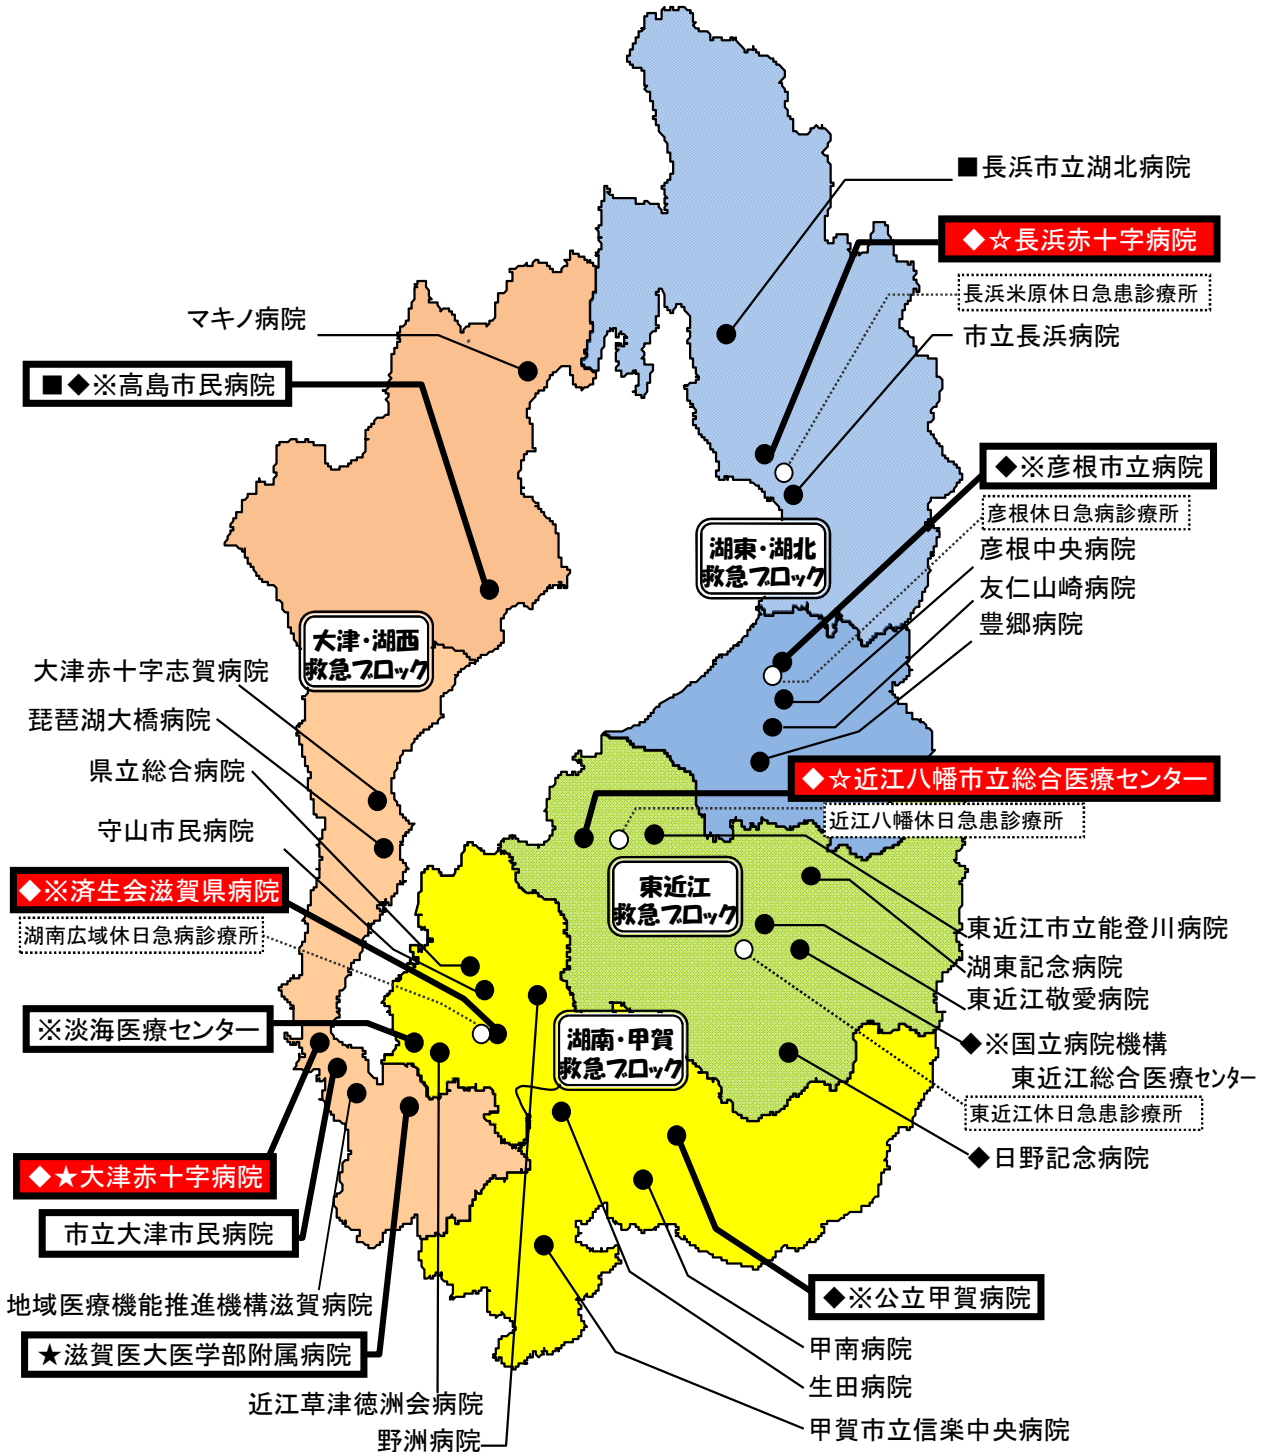 ■長浜市立湖北病院
◆☆長浜赤十字病院
長浜米原休日急患診療所
市立長浜病院
マキノ病院
■◆※高島市民病院
◆※彦根市立病院
彦根休日急病診療所
彦根中央病院
友仁山崎病院
豊郷病院
湖東・湖北
救急ブロック
大津・湖西
救急ブロック
大津赤十字志賀病院
琵琶湖大橋病院
県立総合病院
守山市民病院
◆※済生会滋賀県病院
湖南広域休日急病診療所
※淡海医療センター
◆☆近江八幡市立総合医療センター
近江八幡休日急患診療所
東近江
救急ブロック
東近江市立能登川病院
湖東記念病院
東近江敬愛病院
◆※国立病院機構
東近江総合医療センター
東近江休日急患診療所
◆日野記念病院
湖南・甲賀
救急ブロック
◆★大津赤十字病院
市立大津市民病院
地域医療機能推進機構滋賀病院
★滋賀医大医学部附属病院
近江草津徳洲会病院
野洲病院
◆※公立甲賀病院
甲南病院
生田病院
甲賀市立信楽中央病院